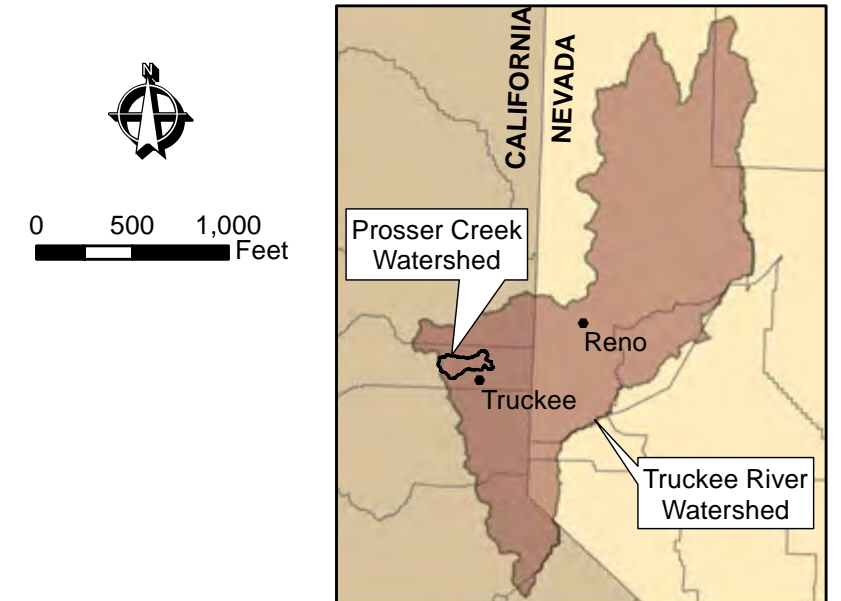 N
0 500 1,000
Feet
CALIFORNIA
NEVADA
Prosser Creek
Watershed
Reno
Truckee
Truckee River
Watershed